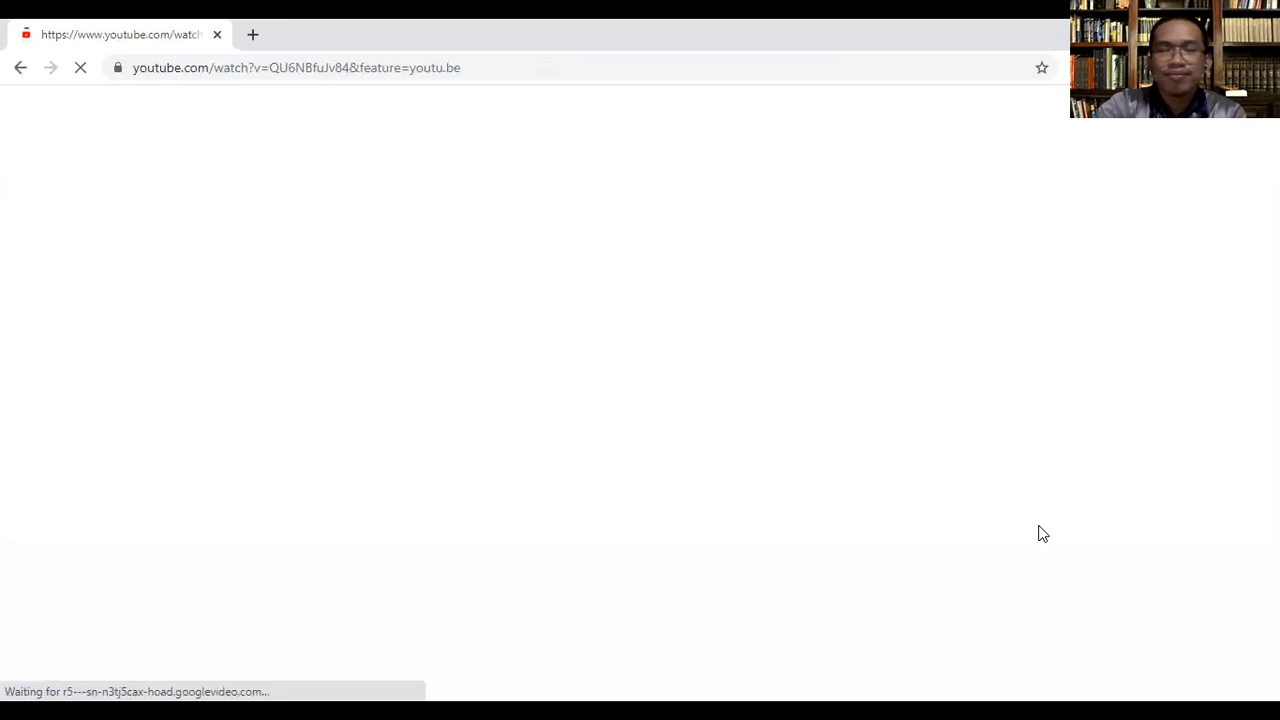 https://www.youtube.com/watch
youtube.com/watch?v=QU6NBfuJv84&feature=youtu.be
Waiting for r5---sn-n3tj5cax-hoad.googlevideo.com...